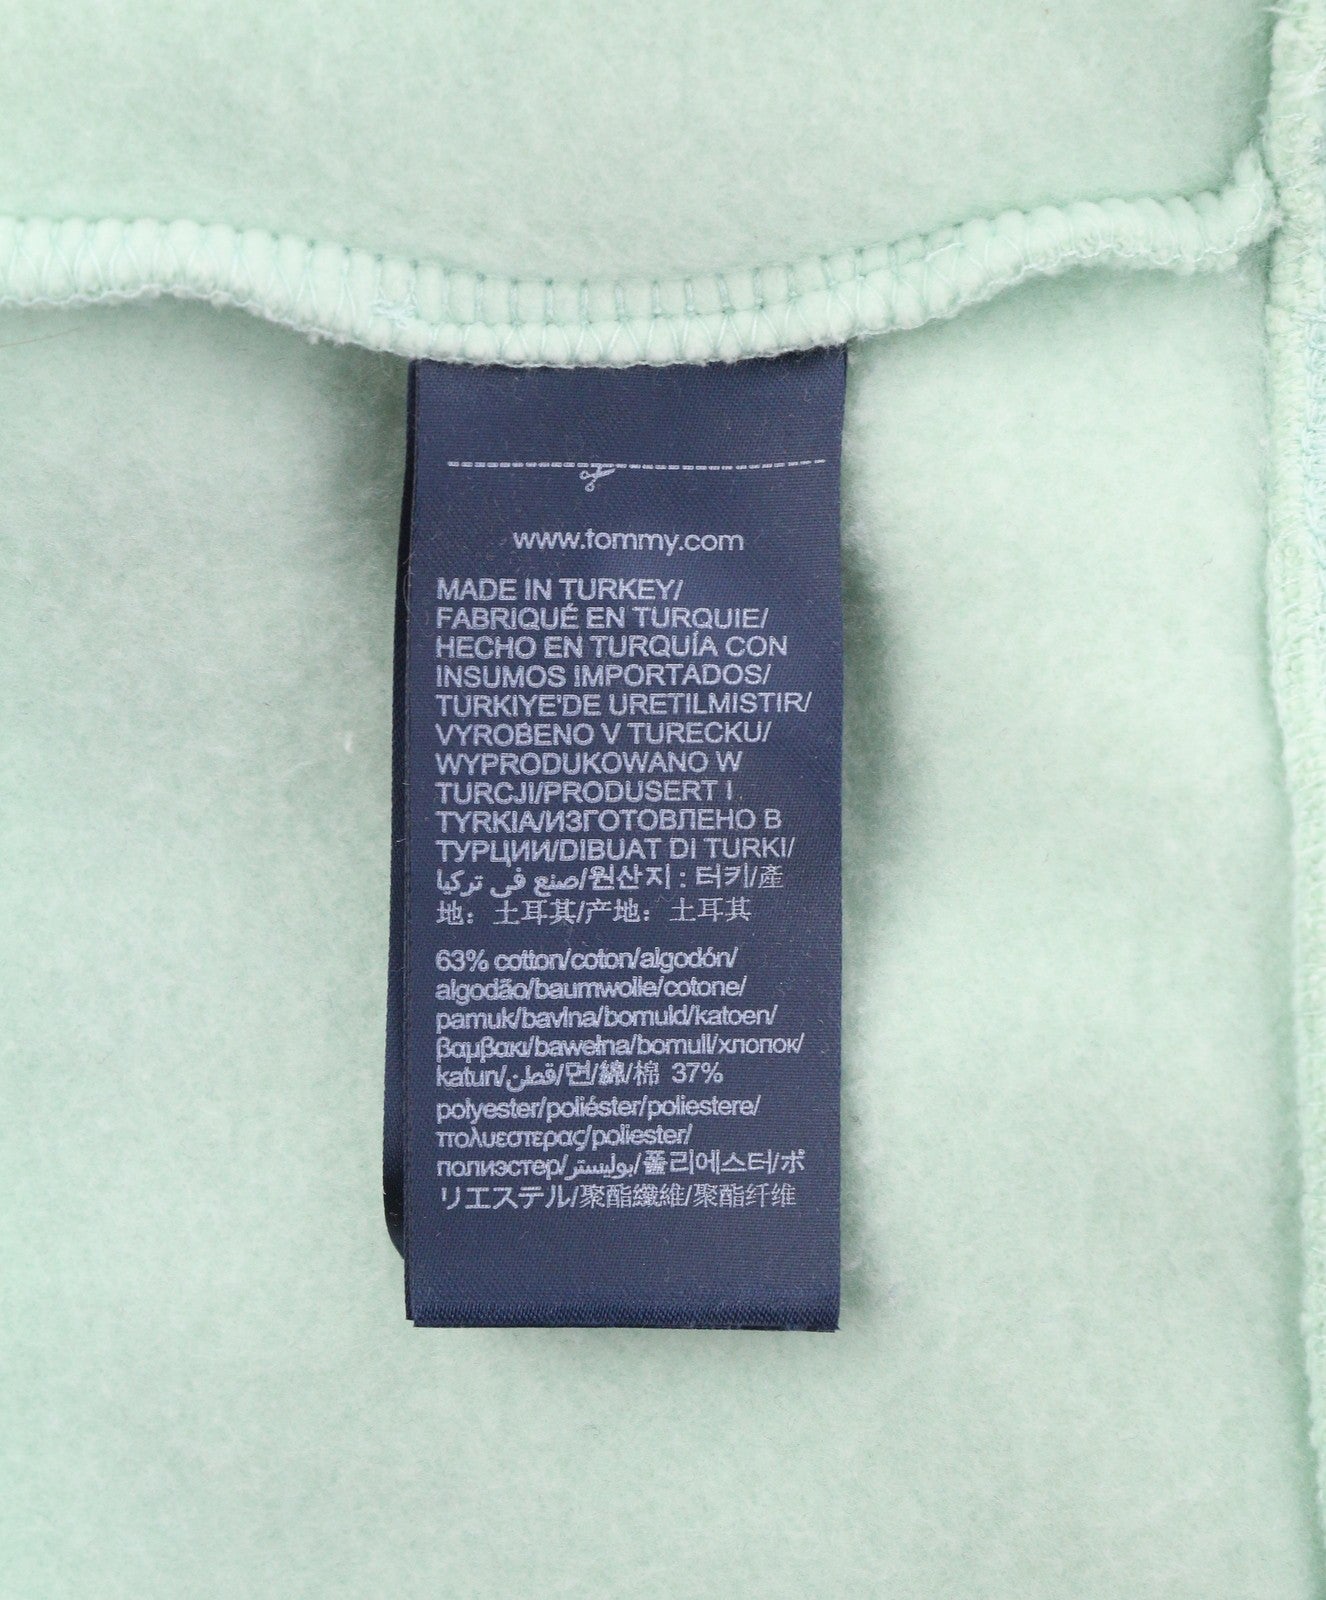 www.tommy.com
MADE IN TURKEY/
FABRIQUÉ EN TURQUIE/
HECHO EN TURQUÍA CON
INSUMOS IMPORTADOS/
TURKIYE'DE URETILMISTIR/
VYROBENO V TURECKU/
WYPRODUKOWANO W
TURCJI/PRODUSERT I
TYRKIA/ИЗГОТОВЛЕНО В
ТУРЦИИ/DIBUAT DI TURKI/
صنع في تركيا/원산지 : 터키/產
地：土耳其/产地：土耳其
63% cotton/coton/algodón/
algodão/baumwolle/cotone/
pamuk/bavlna/bomuld/katoen/
βαμβακι/bawełna/bomull/хлопок/
katun/قطن/면/綿/棉 37%
polyester/poliéster/poliestere/
πολυεστερας/poliester/
полиэстер/بوليستر/폴리에스터/ポ
リエステル/聚酯纖維/聚酯纤维